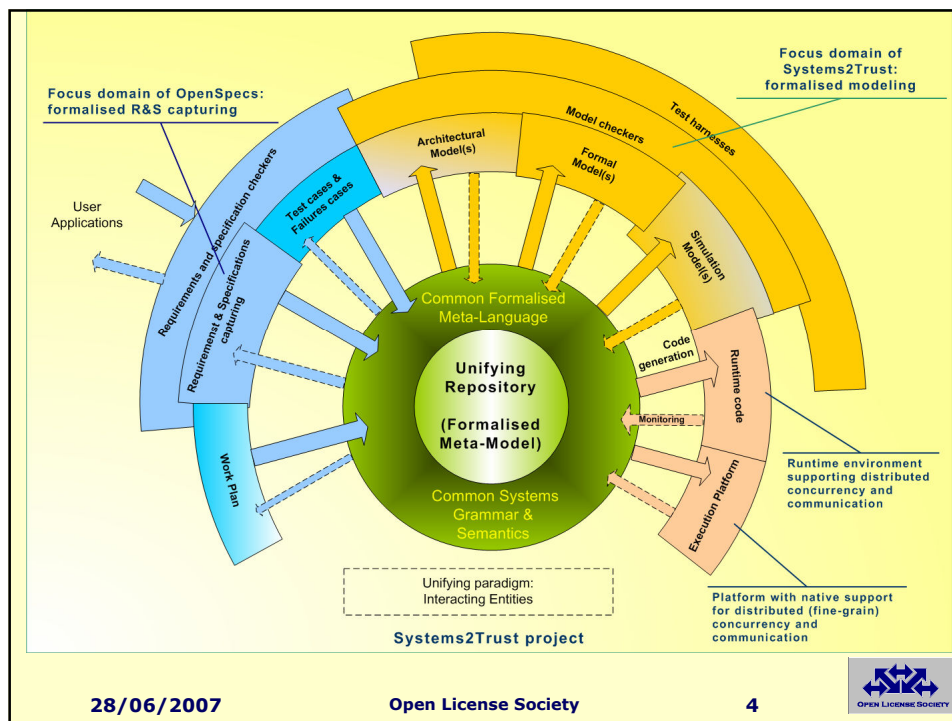 Focus domain of OpenSpecs:
formalised R&S capturing
Focus domain of
Systems2Trust:
formalised modeling
User
Applications
Requirements and specification checkers
Requiremenst & Specifications
capturing
Test cases &
Failures cases
Architectural
Model(s)
Model checkers
Test harnesses
Formal
Model(s)
Simulation
Model(s)
Code
generation
Runtime code
Monitoring
Execution Platform
Work Plan
Common Formalised
Meta-Language
Unifying
Repository
(Formalised
Meta-Model)
Common Systems
Grammar &
Semantics
Runtime environment
supporting distributed
concurrency and
communication
Platform with native support
for distributed (fine-grain)
concurrency and
communication
Unifying paradigm:
Interacting Entities
Systems2Trust project
28/06/2007
Open License Society
4
OPEN LICENSE SOCIETY